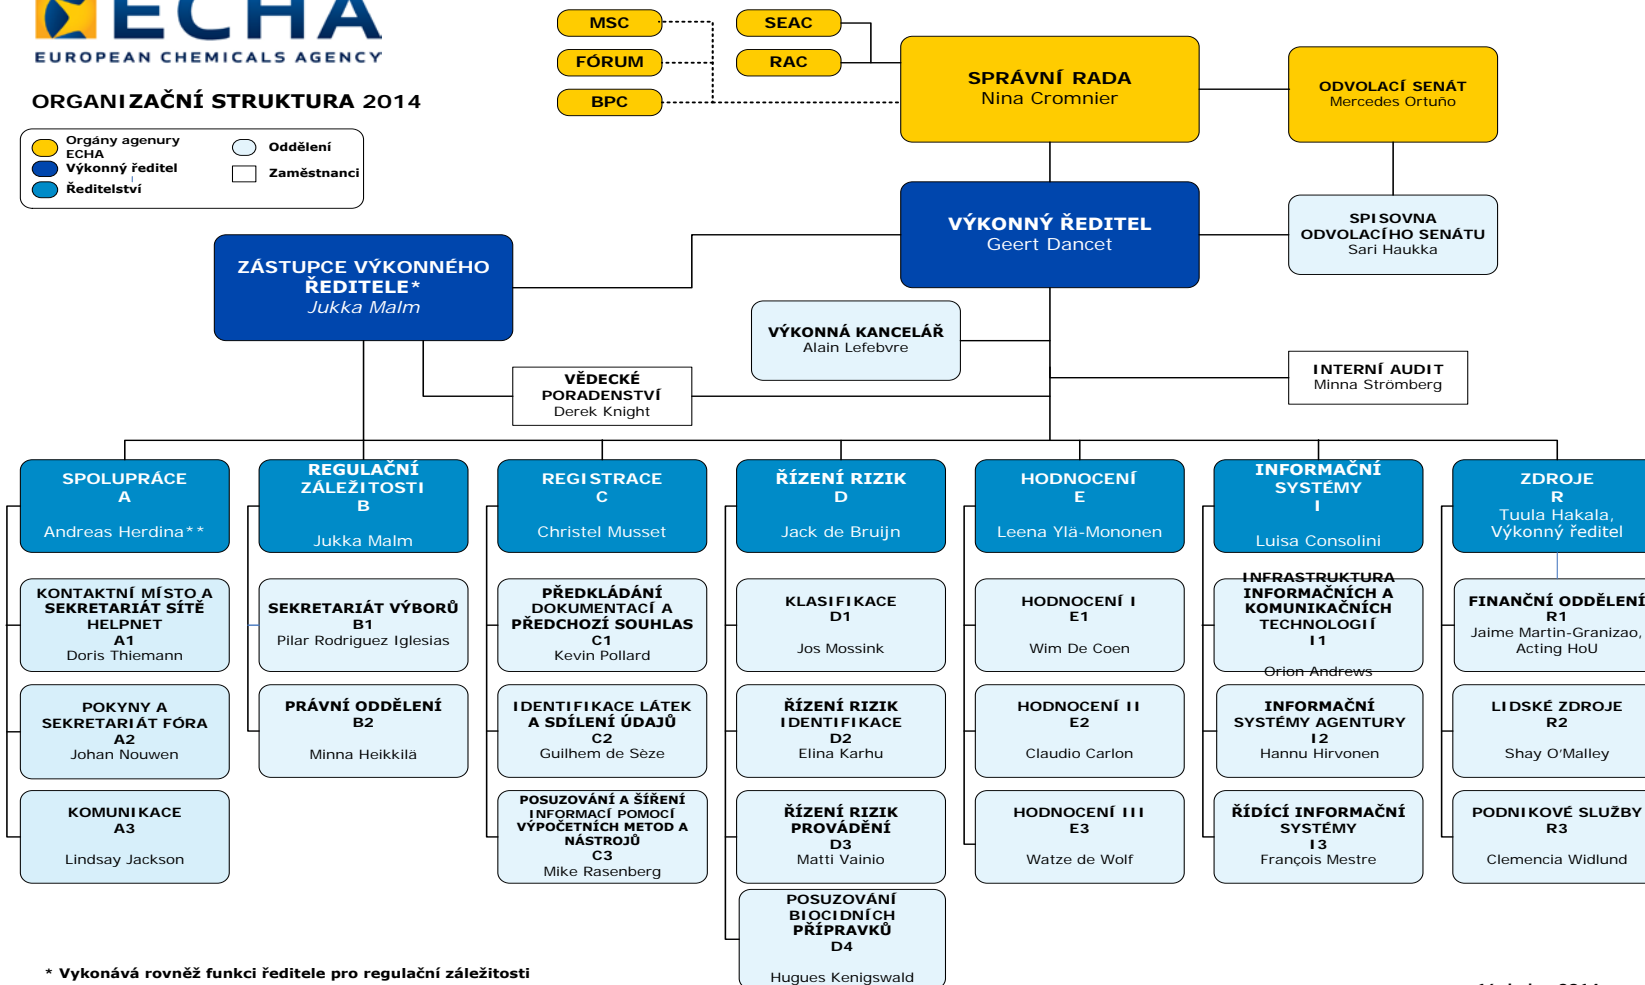 ECHA
EUROPEAN CHEMICALS AGENCY
ORGANIZAČNÍ STRUKTURA 2014
Orgány agenury
ECHA
Výkonný ředitel
Ředitelství
Oddělení
Zaměstnanci
MSC
FÓRUM
BPC
SEAC
RAC
SPRÁVNÍ RADA
Nina Cromnier
ODVOLACÍ SENÁT
Mercedes Ortuño
VÝKONNÝ ŘEDITEL
Geert Dancet
SPISOVNA
ODVOLACÍHO SENÁTU
Sari Haukka
ZÁSTUPCE VÝKONNÉHO
ŘEDITELE*
Jukka Malm
VÝKONNÁ KANCELÁŘ
Alain Lefebvre
VĚDECKÉ
PORADENSTVÍ
Derek Knight
INTERNÍ AUDIT
Minna Strömberg
SPOLUPRÁCE
A
Andreas Herdina**
REGULAČNÍ
ZÁLEŽITOSTI
B
Jukka Malm
REGISTRACE
C
Christel Musset
ŘÍZENÍ RIZIK
D
Jack de Bruijn
HODNOCENÍ
E
Leena Ylä-Mononen
INFORMAČNÍ
SYSTÉMY
I
Luisa Consolini
ZDROJE
R
Tuula Hakala,
Výkonný ředitel
KONTAKTNÍ MÍSTO A
SEKRETARIÁT SÍTĚ
HELPNET
A1
Doris Thiemann
SEKRETARIÁT VÝBORŮ
B1
Pilar Rodriguez Iglesias
PŘEDKLÁDÁNÍ
DOKUMENTACÍ A
PŘEDCHOZÍ SOUHLAS
C1
Kevin Pollard
KLASIFIKACE
D1
Jos Mossink
HODNOCENÍ I
E1
Wim De Coen
INFRASTRUKTURA
INFORMAČNÍCH A
KOMUNIKAČNÍCH
TECHNOLOGIÍ
I1
Orion Andrews
FINANČNÍ ODDĚLENÍ
R1
Jaime Martin-Granizao,
Acting HoU
POKYNY A
SEKRETARIÁT FÓRA
A2
Johan Nouwen
PRÁVNÍ ODDĚLENÍ
B2
Minna Heikkilä
IDENTIFIKACE LÁTEK
A SDÍLENÍ ÚDAJŮ
C2
Guilhem de Sèze
ŘÍZENÍ RIZIK
IDENTIFIKACE
D2
Elina Karhu
HODNOCENÍ II
E2
Claudio Carlon
INFORMAČNÍ
SYSTÉMY AGENTURY
I2
Hannu Hirvonen
LIDSKÉ ZDROJE
R2
Shay O'Malley
KOMUNIKACE
A3
Lindsay Jackson
POSUZOVÁNÍ A ŠÍŘENÍ
INFORMACÍ POMOCÍ
VÝPOČETNÍCH METOD A
NÁSTROJŮ
C3
Mike Rasenberg
ŘÍZENÍ RIZIK
PROVÁDĚNÍ
D3
Matti Vainio
HODNOCENÍ III
E3
Watze de Wolf
ŘÍDÍCÍ INFORMAČNÍ
SYSTÉMY
I3
François Mestre
PODNIKOVÉ SLUŽBY
R3
Clemencia Widlund
POSUZOVÁNÍ
BIOCIDNÍCH
PŘÍPRAVKŮ
D4
Hugues Kenigswald
* Vykonává rovněž funkci ředitele pro regulační záležitosti